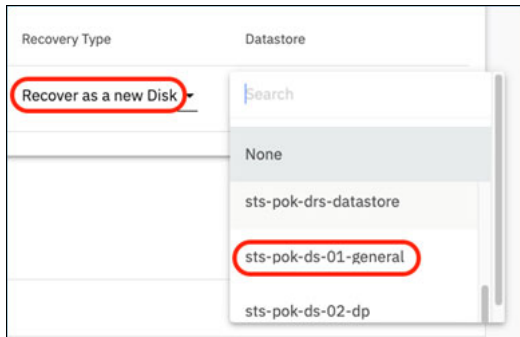 Recovery Type Datastore
Recover as a new Disk Search
None
sts-pok-drs-datastore
sts-pok-ds-01-general
sts-pok-ds-02-dp